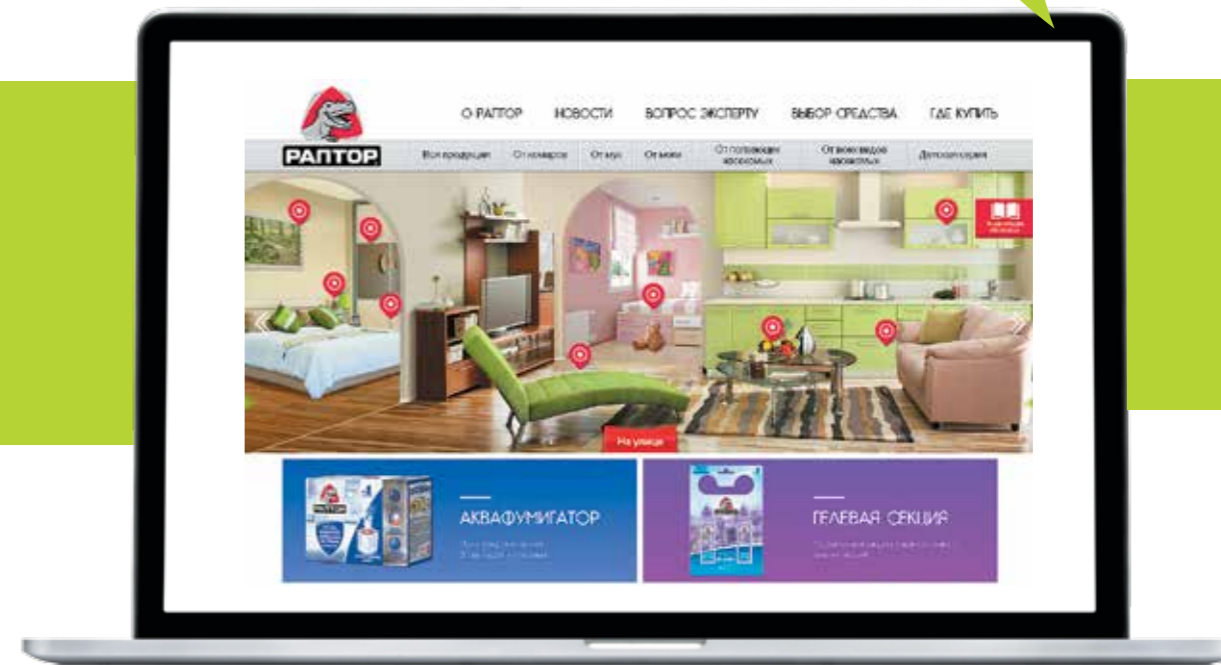 О РАПТОР НОВОСТИ ВОПРОС ЭКСПЕРТУ ВЫБОР СРЕДСТВА ГДЕ КУПИТЬ
РАПТОР
Вся продукция От комаров От мух От моли От ползающих насекомых От всех видов насекомых Детская серия
На улице
РАПТОР
АКВАФУМИГАТОР
ГЕЛЕВАЯ СЕКЦИЯ